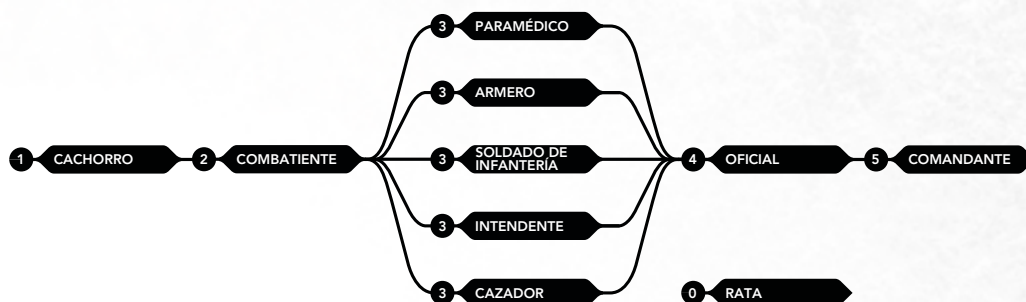 3 PARAMÉDICO
3 ARMERO
1 CACHORRO
2 COMBATIENTE
3 SOLDADO DE
INFANTERÍA
4 OFICIAL
5 COMANDANTE
3 INTENDENTE
3 CAZADOR
0 RATA